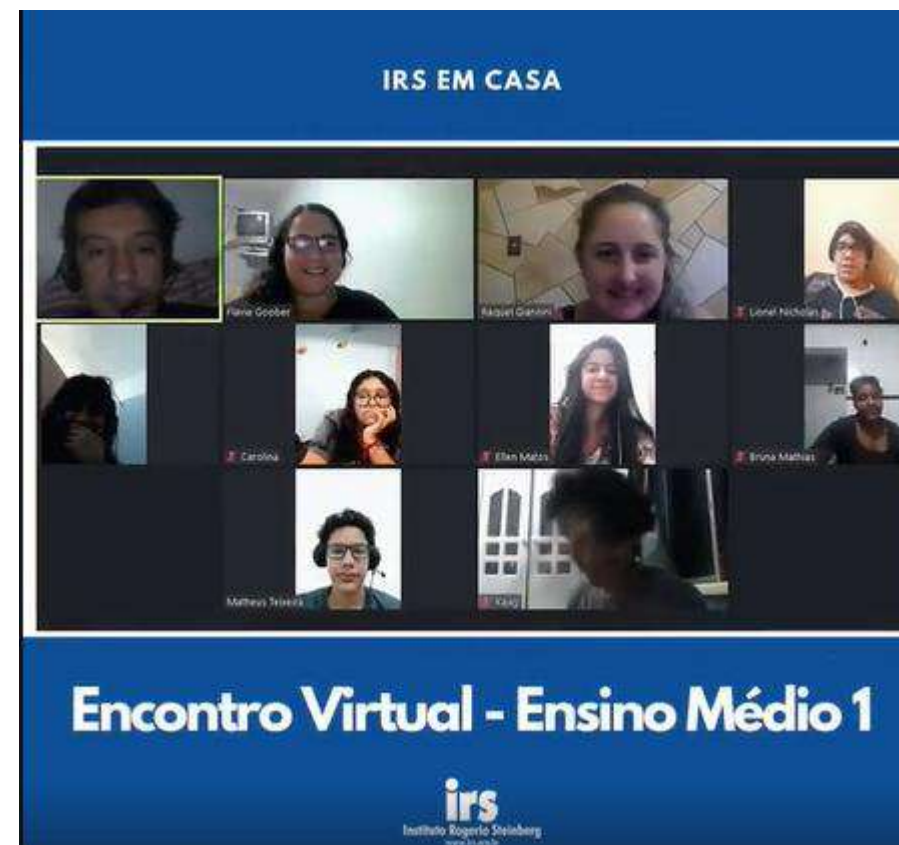 IRS EM CASA
Flavia Goober
Raquel Giannini
Lionel Nicholas
Carolina
Ellen Matos
Bruna Mathias
Matheus Teixeira
Encontro Virtual - Ensino Médio 1
irs
Instituto Rogerio Steinberg